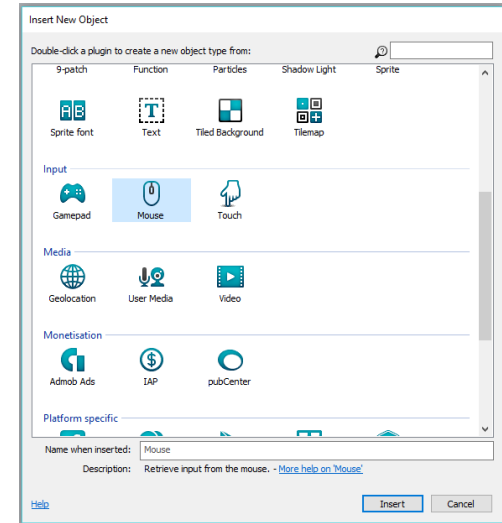 Insert New Object
Double-click a plugin to create a new object type from:
9-patch Function Particles Shadow Light Sprite
AB T
Sprite font Text Tiled Background Tilemap
Input
Gamepad Mouse Touch
Media
Geolocation User Media Video
Monetisation
$
Admob Ads IAP pubCenter
Platform specific
Name when inserted: Mouse
Description: Retrieve input from the mouse. - More help on 'Mouse'
Help Insert Cancel